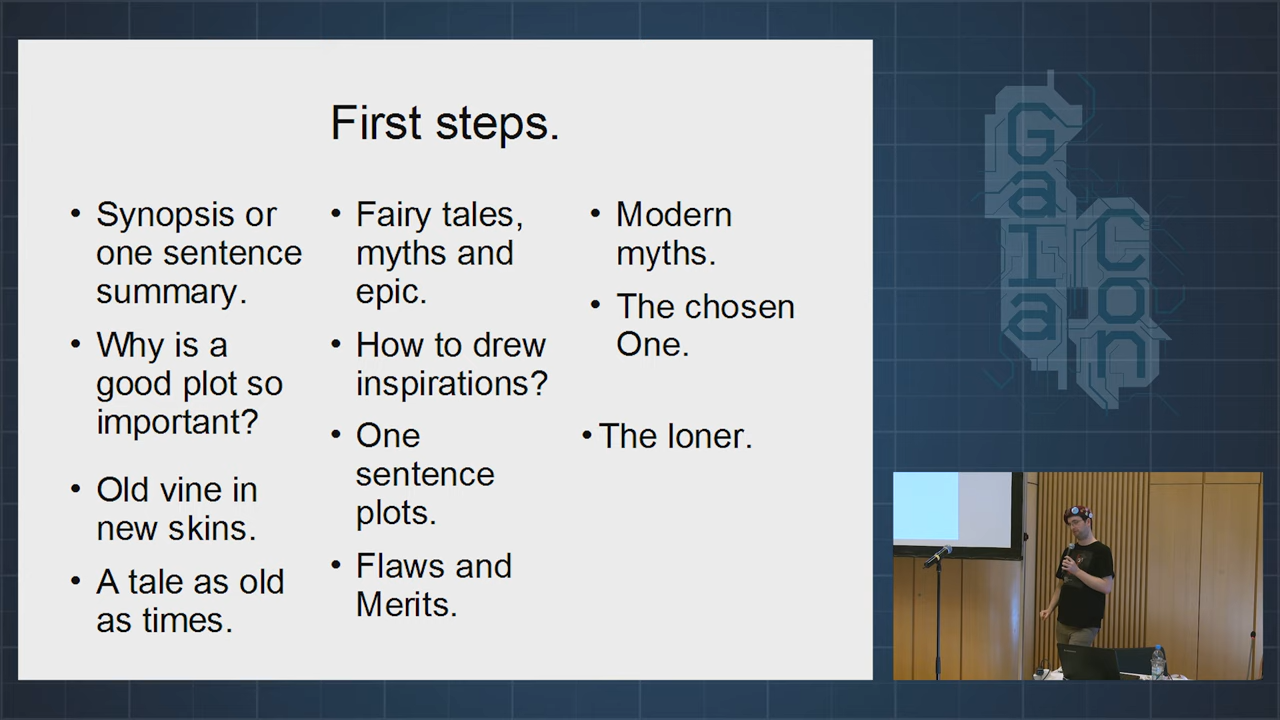 First steps.
• Synopsis or
one sentence
summary.
• Why is a
good plot so
important?
• Old vine in
new skins.
• A tale as old
as times.
• Fairy tales,
myths and
epic.
• How to drew
inspirations?
• One
sentence
plots.
• Flaws and
Merits.
• Modern
myths.
• The chosen
One.
• The loner.
GaIa
Con